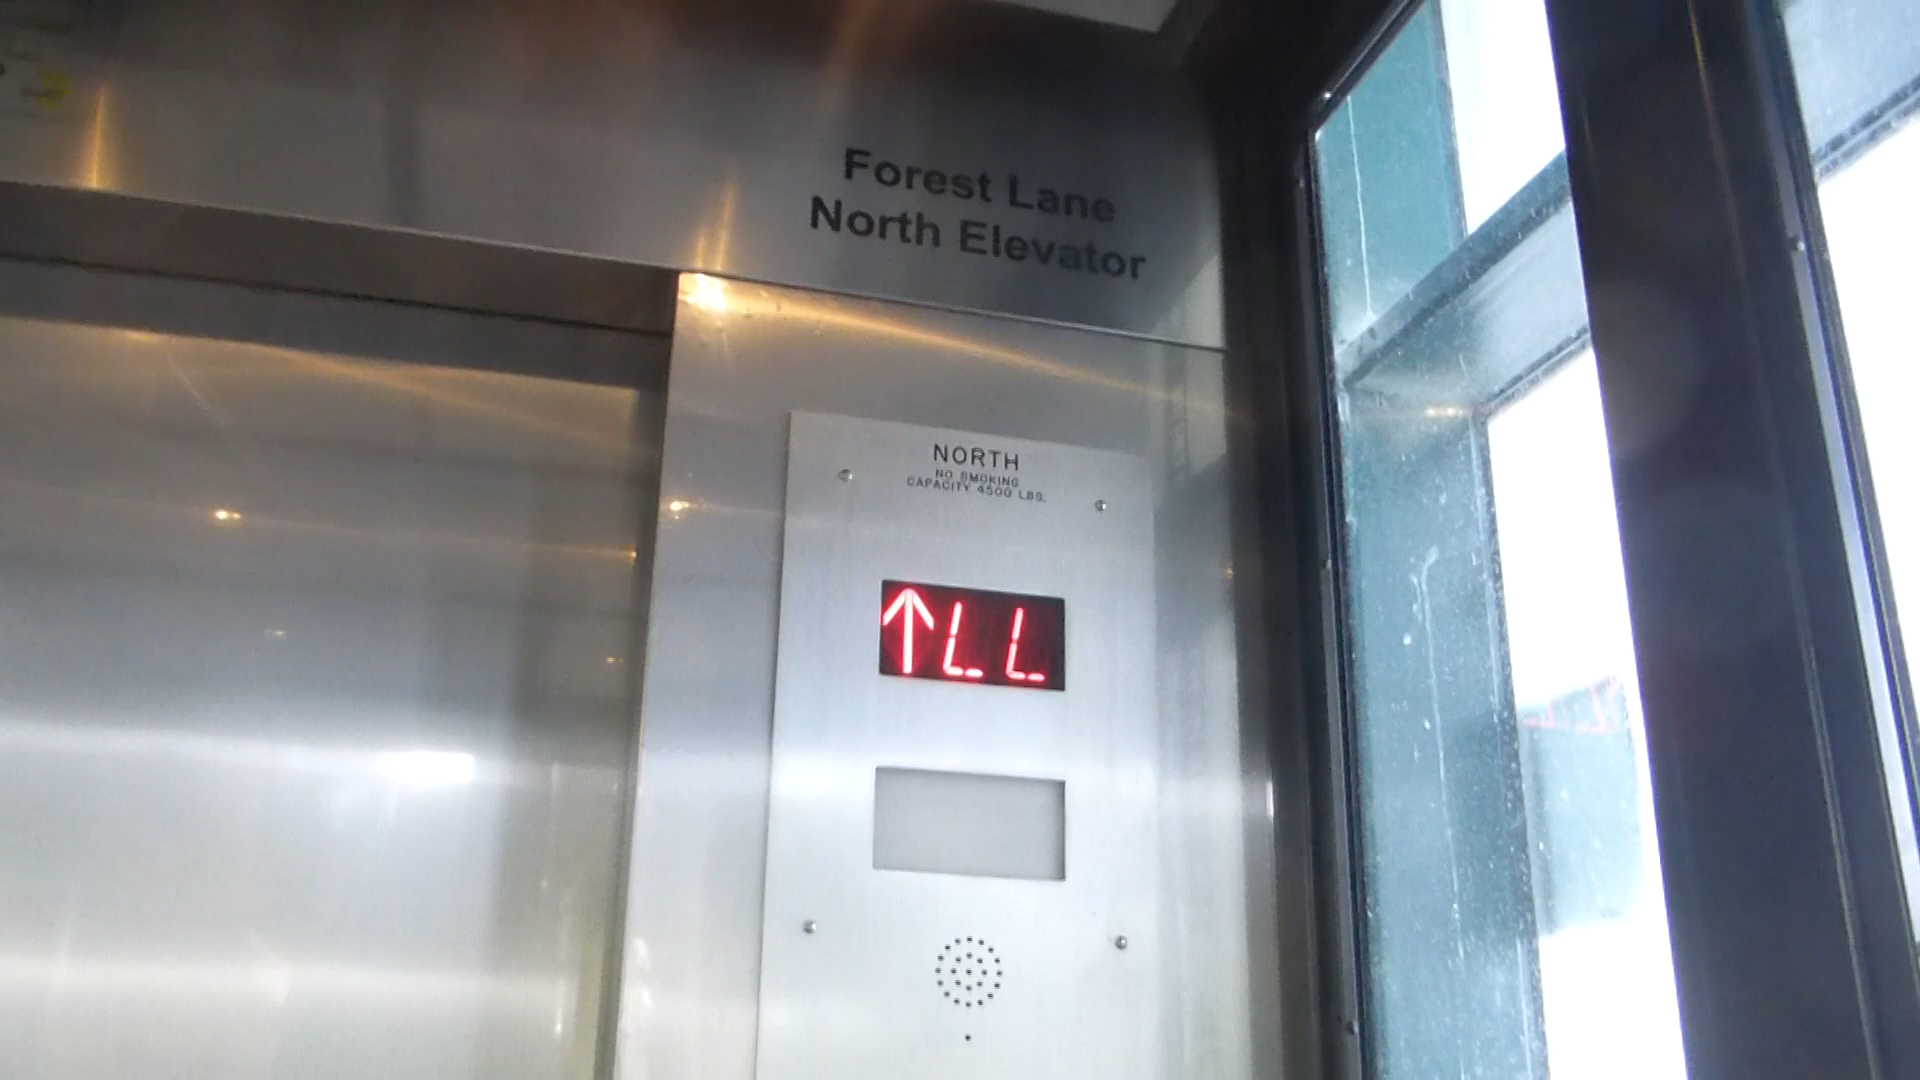 Forest Lane
North Elevator
NORTH
NO SMOKING
CAPACITY 4500 LBS.
↑LL